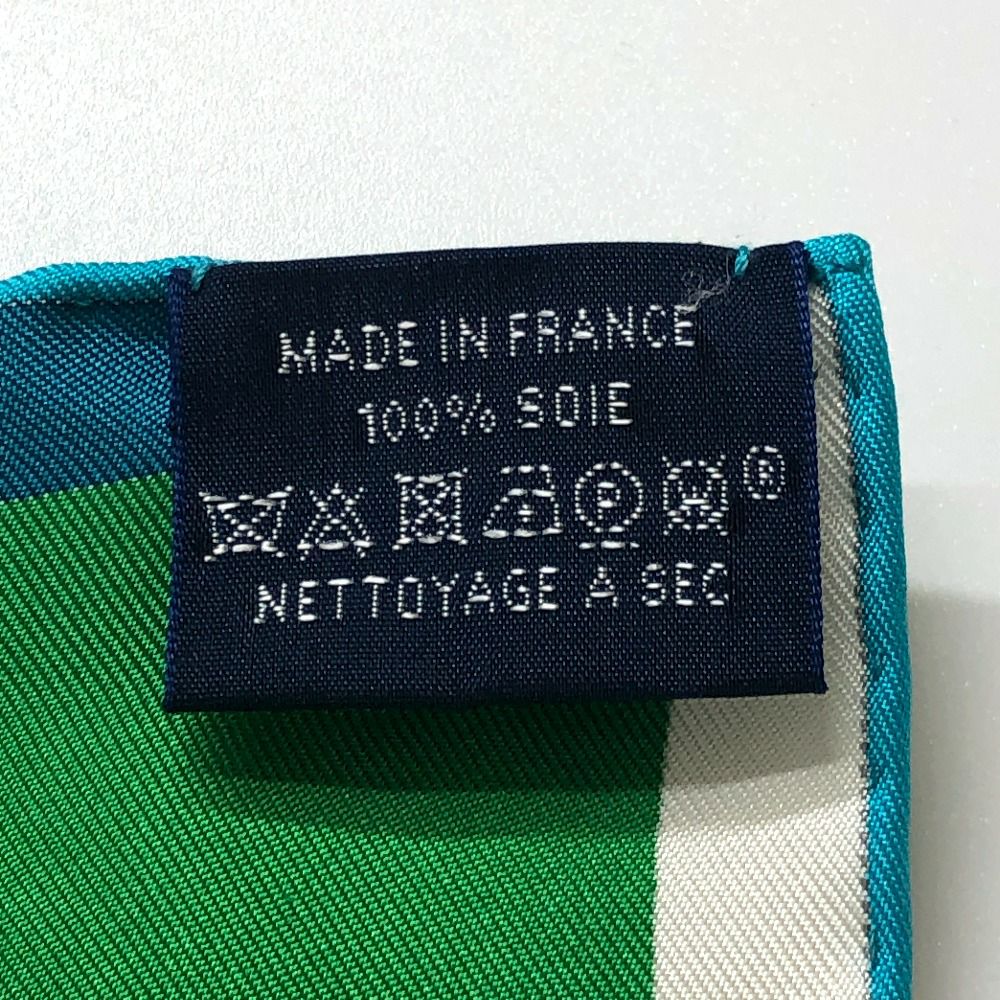 MADE IN FRANCE
100% SOIE
P W ®
NETTOYAGE A SEC